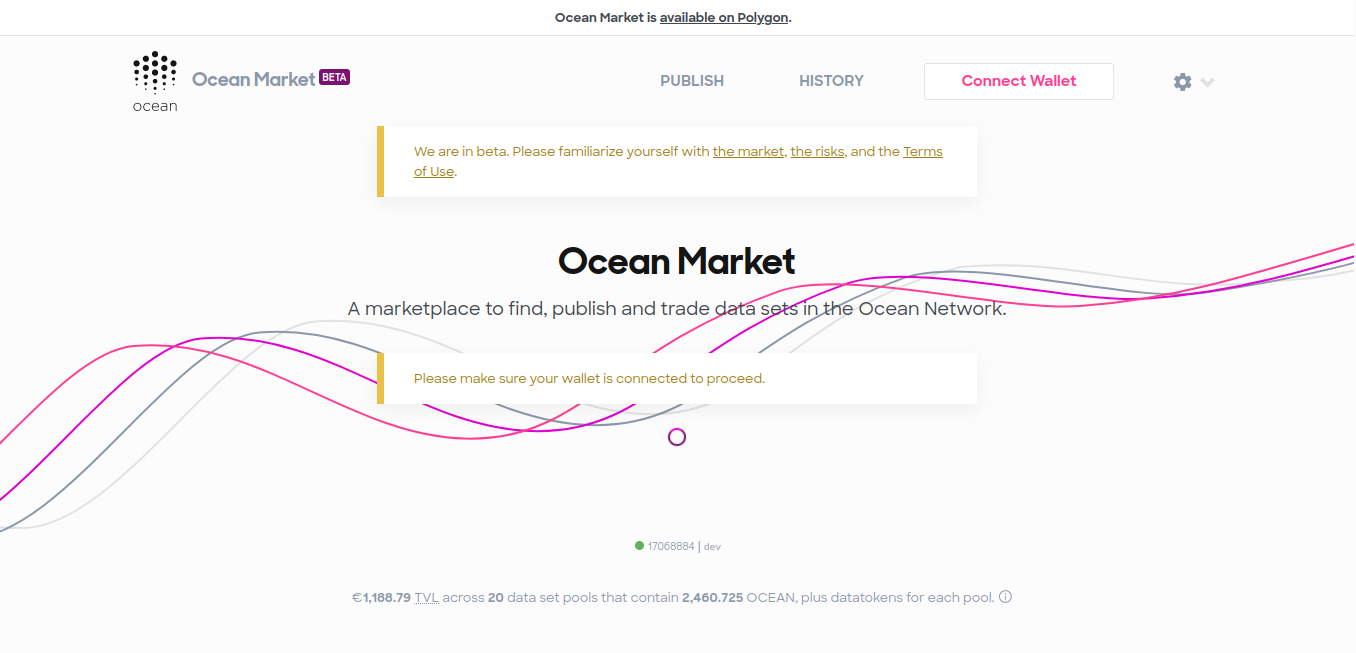 Ocean Market is available on Polygon.
ocean
Ocean Market BETA
PUBLISH
HISTORY
Connect Wallet
We are in beta. Please familiarize yourself with the market, the risks, and the Terms
of Use.
Ocean Market
A marketplace to find, publish and trade data sets in the Ocean Network.
Please make sure your wallet is connected to proceed.
17068884 | dev
€1,188.79 TVL across 20 data set pools that contain 2,460.725 OCEAN, plus datatokens for each pool.